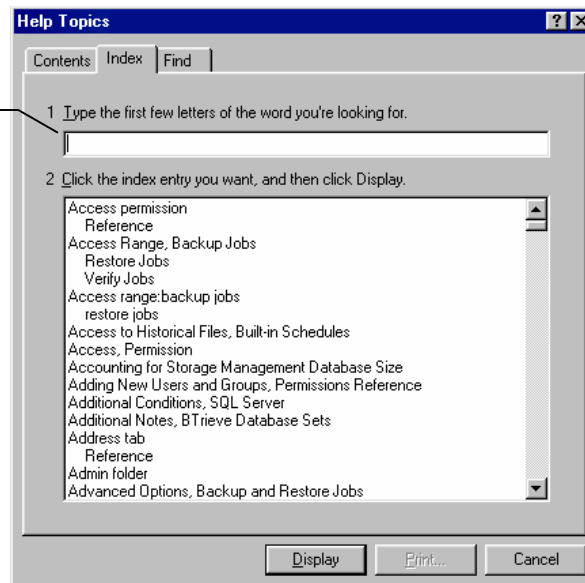 Help Topics
Contents Index Find
1 Type the first few letters of the word you're looking for.
2 Click the index entry you want, and then click Display.
Access permission
Reference
Access Range, Backup Jobs
Restore Jobs
Verify Jobs
Access range:backup jobs
restore jobs
Access to Historical Files, Built-in Schedules
Access, Permission
Accounting for Storage Management Database Size
Adding New Users and Groups, Permissions Reference
Additional Conditions, SQL Server
Additional Notes, BTrieve Database Sets
Address tab
Reference
Admin folder
Advanced Options, Backup and Restore Jobs
Display Print... Cancel